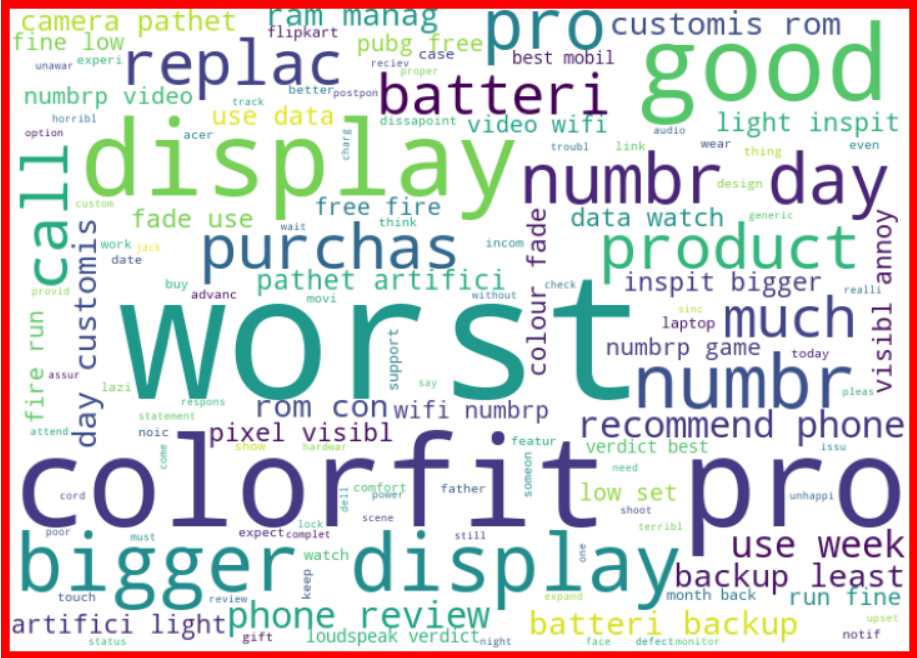 camera pathet
ram manag
pro
customis rom
fine low
flipkart
pubg free
case
best mobil
good
unawar
experi
replac
reciev
proper
numbrp video
track
better
postpon
batteri
horribl
use data
dissapoint
video wifi
audio
light inspit
option
acer
charg
troubl
link
wear
thing
even
call
display
numbr day
design
custom
fade use
free fire
think
colour fade
data watch
generic
visibl annoy
work
jack
wait
purchas
incom
product
date
day customis
buy
pathet artifici
check
inspit bigger
realli
provid
advanc
movi
without
sinc
fire run
worst
laptop
much
assur
support
numbrp game
today
lazi
say
numbr
pleas
respons
rom con
wifi numbrp
statement
attend
noic
pixel visibl
featur
recommend phone
come
show
hardwar
someon
verdict best
issu
colorfit pro
need
cord
dell
comfort
power
father
low set
unhappi
lock
scene
shoot
poor
must
expect
complet
still
terribl
bigger display
watch
one
use week
touch
keep
backup least
review
expand
month back
run fine
artifici light
phone review
gift
loudspeak verdict
batteri backup
upset
notif
status
night
face
defect
monitor